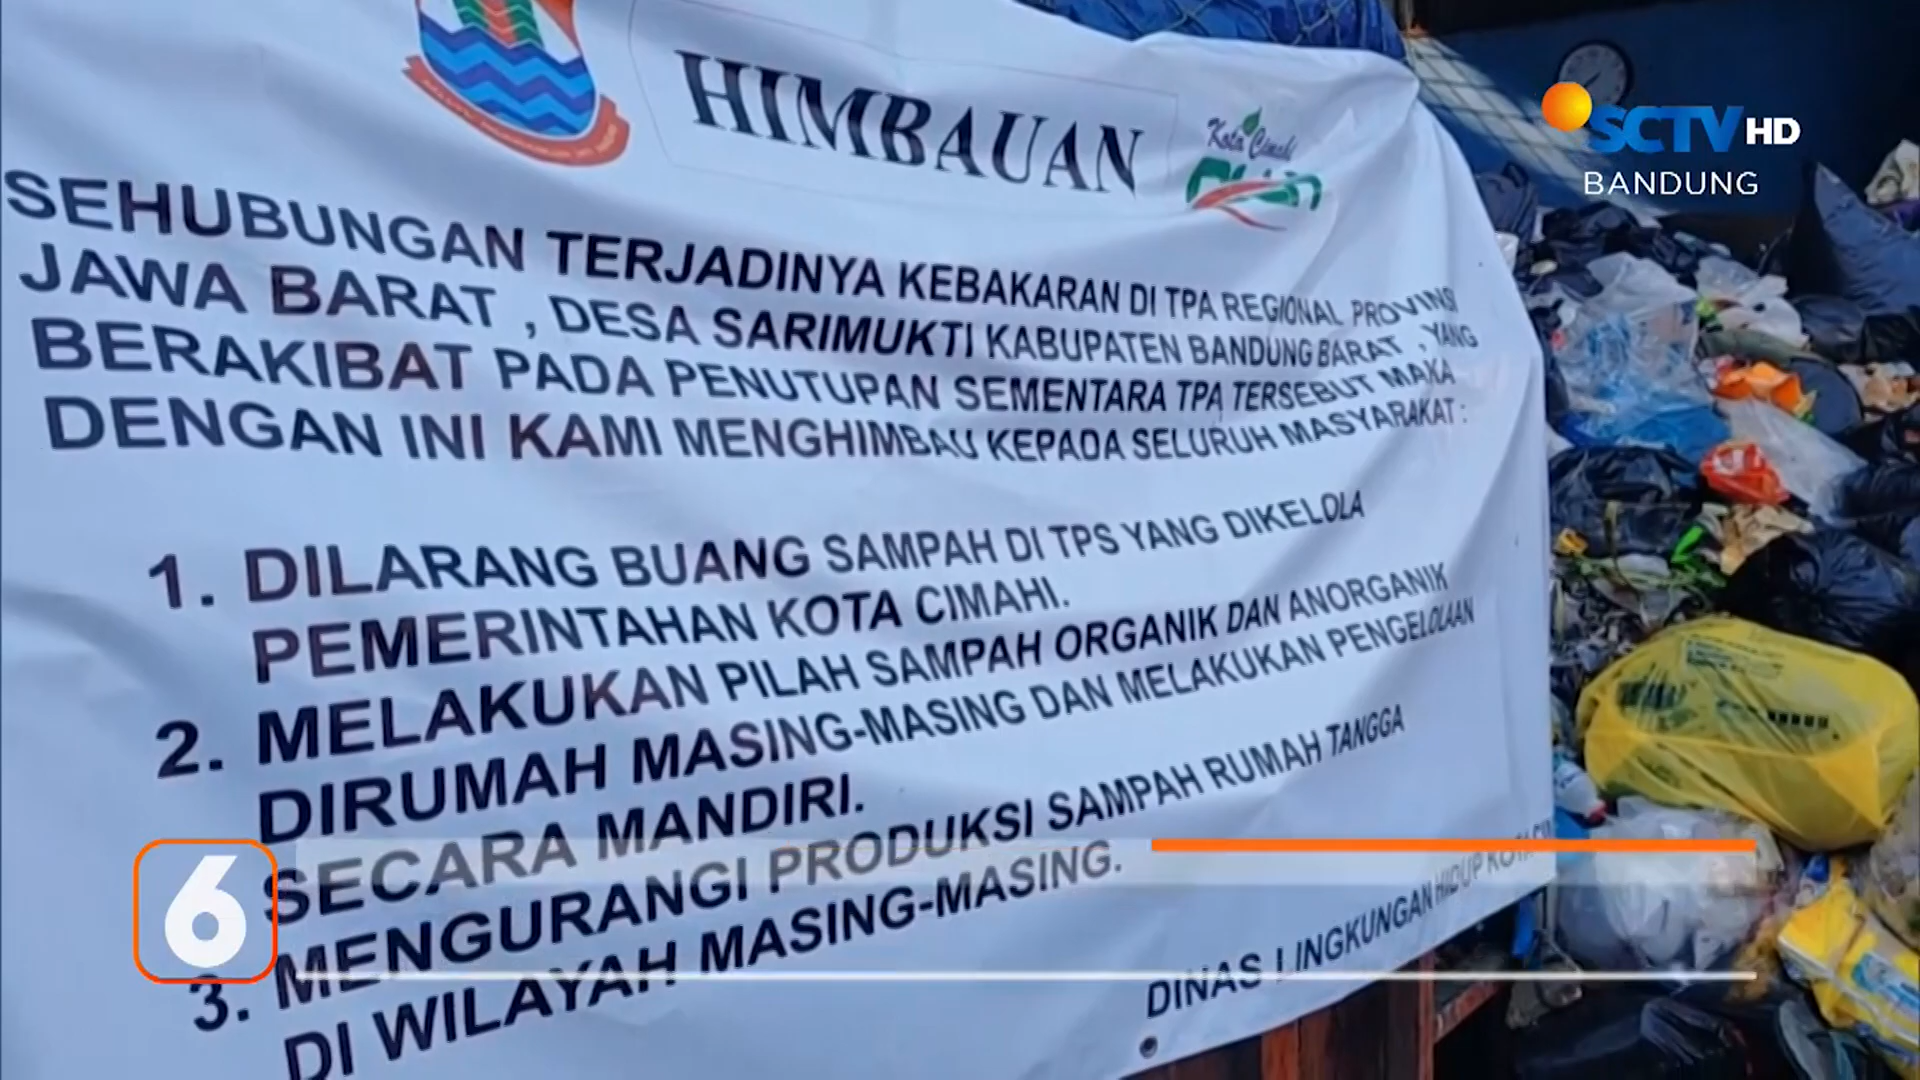 HIMBAUAN
Kota Cimahi
SCTV HD
BANDUNG
SEHUBUNGAN TERJADINYA KEBAKARAN DI TPA REGIONAL PROVINSI
JAWA BARAT , DESA SARIMUKTI KABUPATEN BANDUNG BARAT , YANG
BERAKIBAT PADA PENUTUPAN SEMENTARA TPA TERSEBUT MAKA
DENGAN INI KAMI MENGHIMBAU KEPADA SELURUH MASYARAKAT :
1. DILARANG BUANG SAMPAH DI TPS YANG DIKELOLA
PEMERINTAHAN KOTA CIMAHI.
2. MELAKUKAN PILAH SAMPAH ORGANIK DAN ANORGANIK
DIRUMAH MASING-MASING DAN MELAKUKAN PENGELOLAAN
SECARA MANDIRI.
3. MENGURANGI PRODUKSI SAMPAH RUMAH TANGGA
DI WILAYAH MASING-MASING.
DINAS LINGKUNGAN HIDUP KOTA
6